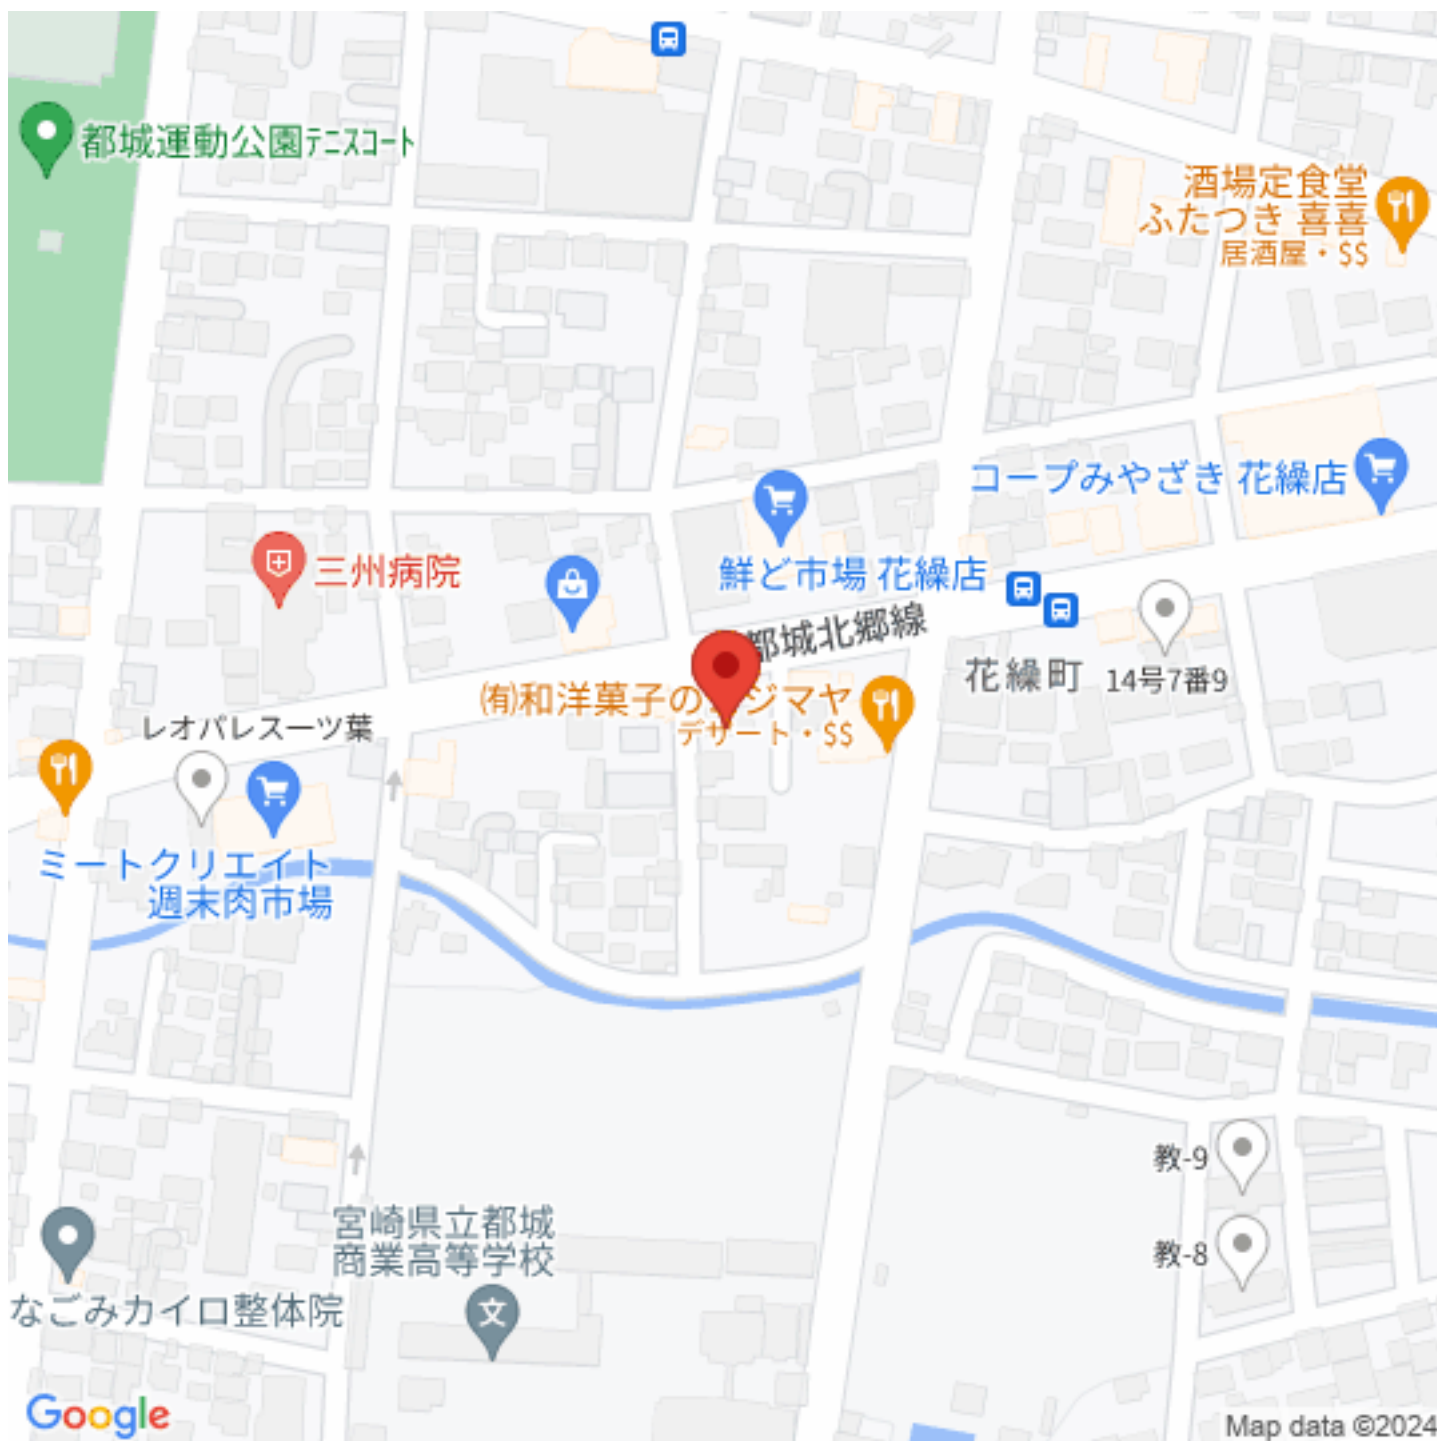 都城運動公園テニスコート
酒場定食堂
ふたつき 喜喜
居酒屋・$$
コープみやざき 花繰店
三州病院
鮮ど市場 花繰店
都城北郷線
花繰町
14号7番9
㈲和洋菓子の
ジマヤ
デザート・$$
レオパレスーツ葉
ミートクリエイト
週末肉市場
教-9
宮崎県立都城
商業高等学校
教-8
なごみカイロ整体院
文
Google
Map data ©2024